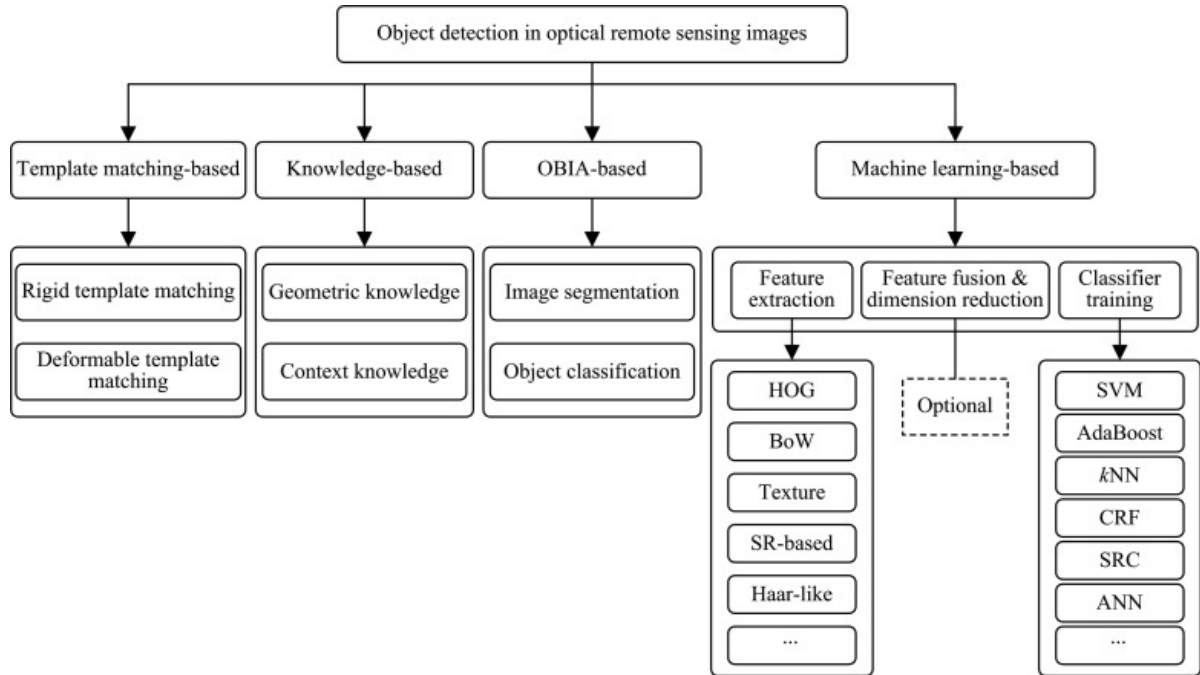 Object detection in optical remote sensing images
Template matching-based
Knowledge-based
OBIA-based
Machine learning-based
Rigid template matching
Deformable template
matching
Geometric knowledge
Context knowledge
Image segmentation
Object classification
Feature
extraction
Feature fusion &
dimension reduction
Classifier
training
HOG
BoW
Texture
SR-based
Haar-like
...
Optional
SVM
AdaBoost
kNN
CRF
SRC
ANN
...